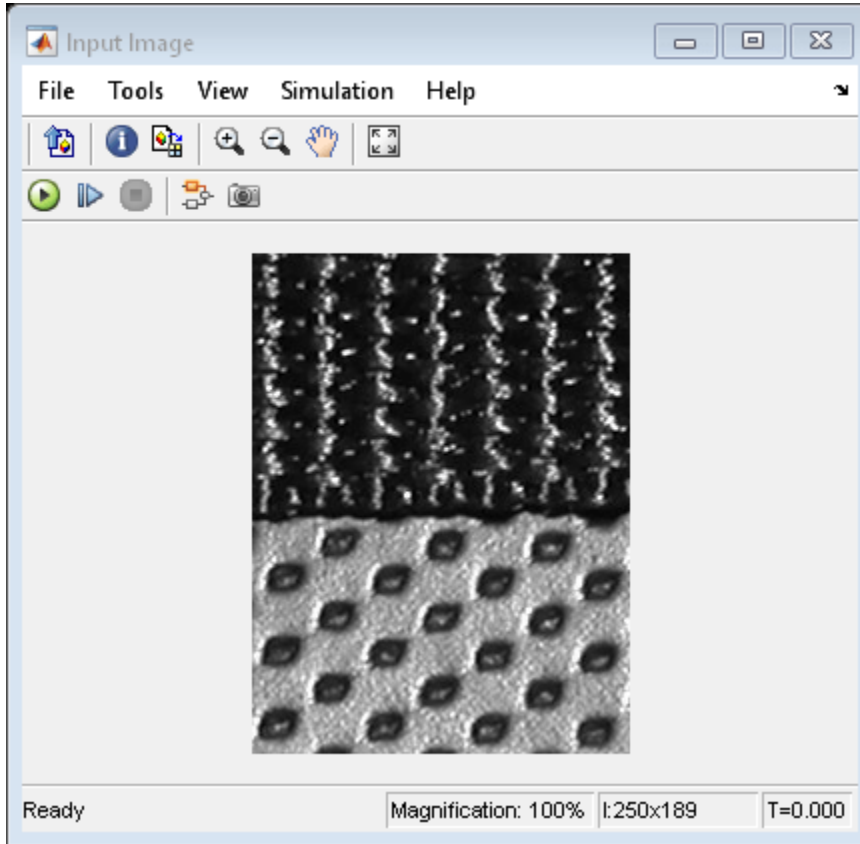 Input Image
File Tools View Simulation Help
Ready Magnification: 100% I:250x189 T=0.000